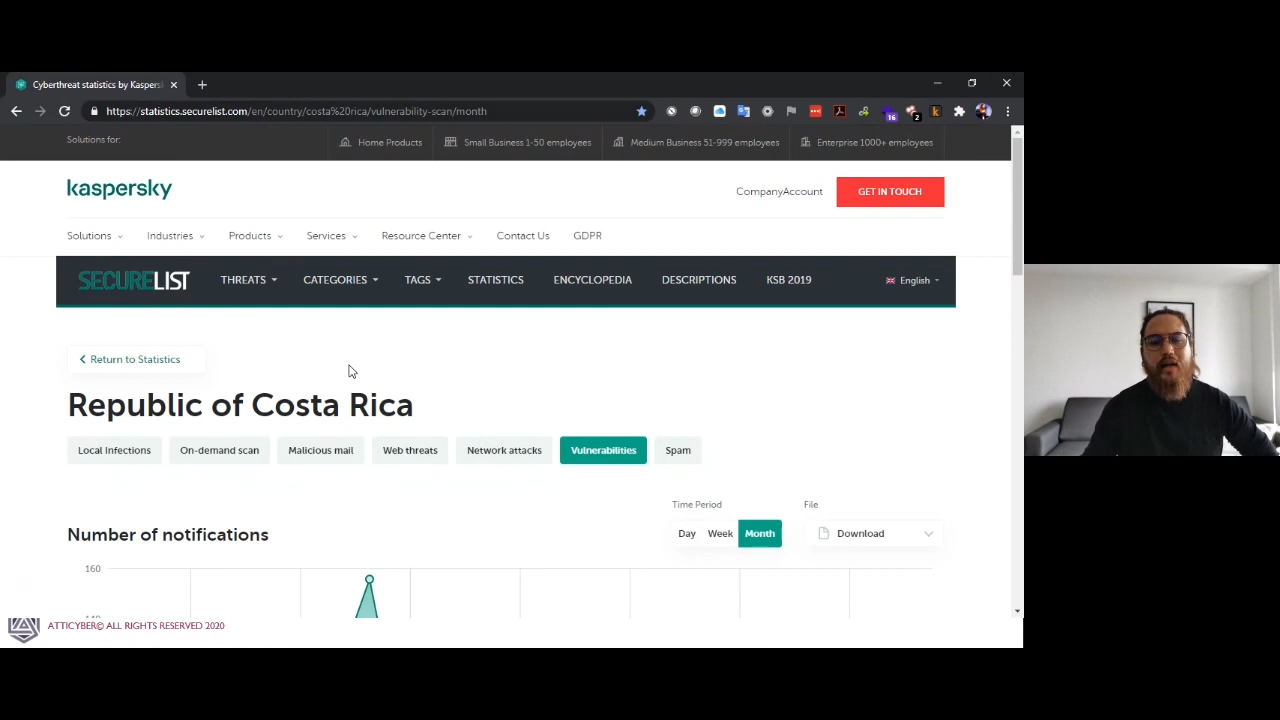 Cyberthreat statistics by Kaspersk
https://statistics.securelist.com/en/country/costa%20rica/vulnerability-scan/month
16
2
Solutions for:
Home Products
Small Business 1-50 employees
Medium Business 51-999 employees
Enterprise 1000+ employees
kaspersky
CompanyAccount
GET IN TOUCH
Solutions
Industries
Products
Services
Resource Center
Contact Us
GDPR
SECURELIST
THREATS
CATEGORIES
TAGS
STATISTICS
ENCYCLOPEDIA
DESCRIPTIONS
KSB 2019
English
Return to Statistics
Republic of Costa Rica
Local Infections
On-demand scan
Malicious mail
Web threats
Network attacks
Vulnerabilities
Spam
Time Period
File
Number of notifications
Day
Week
Month
Download
160
ATTICYBER© ALL RIGHTS RESERVED 2020